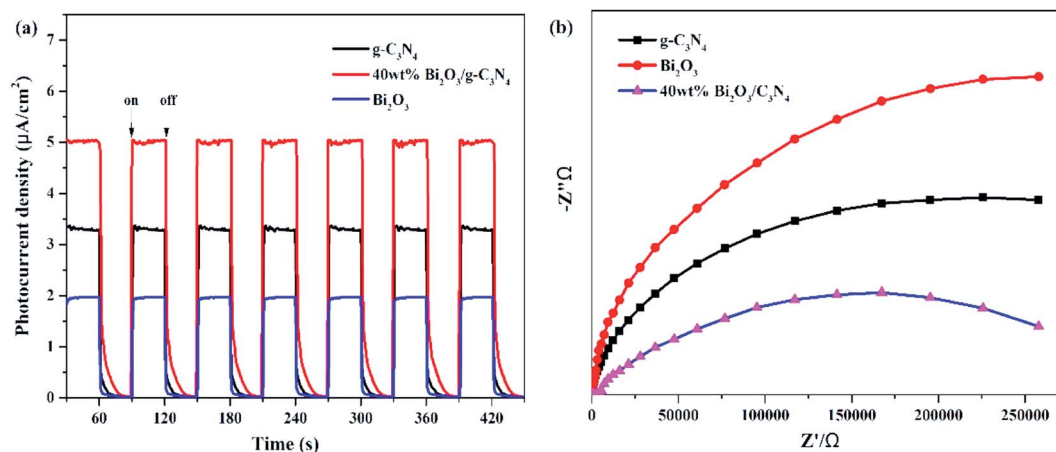 (a)
g-C₃N₄
40wt% Bi₂O₃/g-C₃N₄
Bi₂O₃
on off
Photocurrent density (μA/cm²)
7
6
5
4
3
2
1
0
60 120 180 240 300 360 420
Time (s)
(b)
g-C₃N₄
Bi₂O₃
40wt% Bi₂O₃/C₃N₄
-Z''Ω
0 50000 100000 150000 200000 250000
Z'/Ω